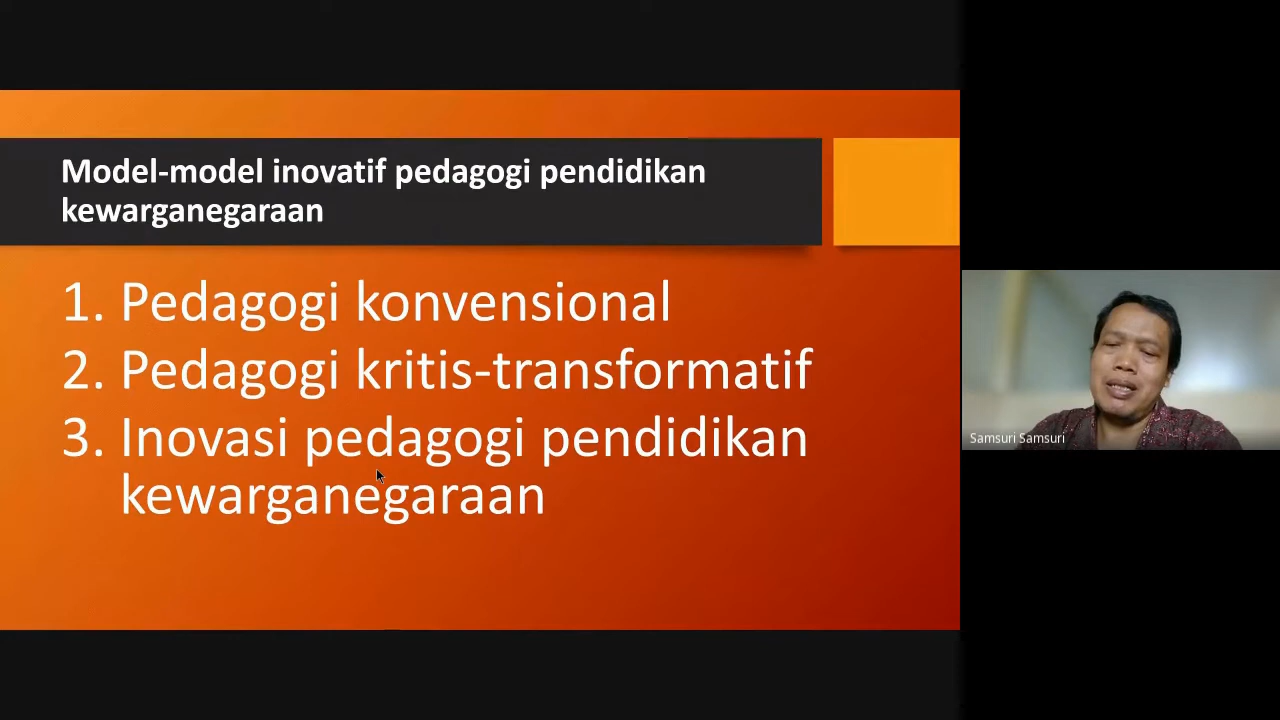 Model-model inovatif pedagogi pendidikan
kewarganegaraan
1. Pedagogi konvensional
2. Pedagogi kritis-transformatif
3. Inovasi pedagogi pendidikan
kewarganegaraan
Samsuri Samsuri